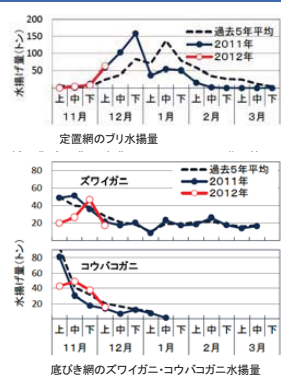 水揚げ量(トン)
200
150
100
50
過去5年平均
2011年
2012年
上 中 下 上 中 下 上 中 下 上 中 下 上 中 下
11月 12月 1月 2月 3月
定置網のブリ水揚量
水揚げ量(トン)
80
60
40
20
ズワイガニ
過去5年平均
2011年
2012年
80
60
40
20
コウバコガニ
上 中 下 上 中 下 上 中 下 上 中 下 上 中 下
11月 12月 1月 2月 3月
底びき網のズワイガニ・コウバコガニ水揚量